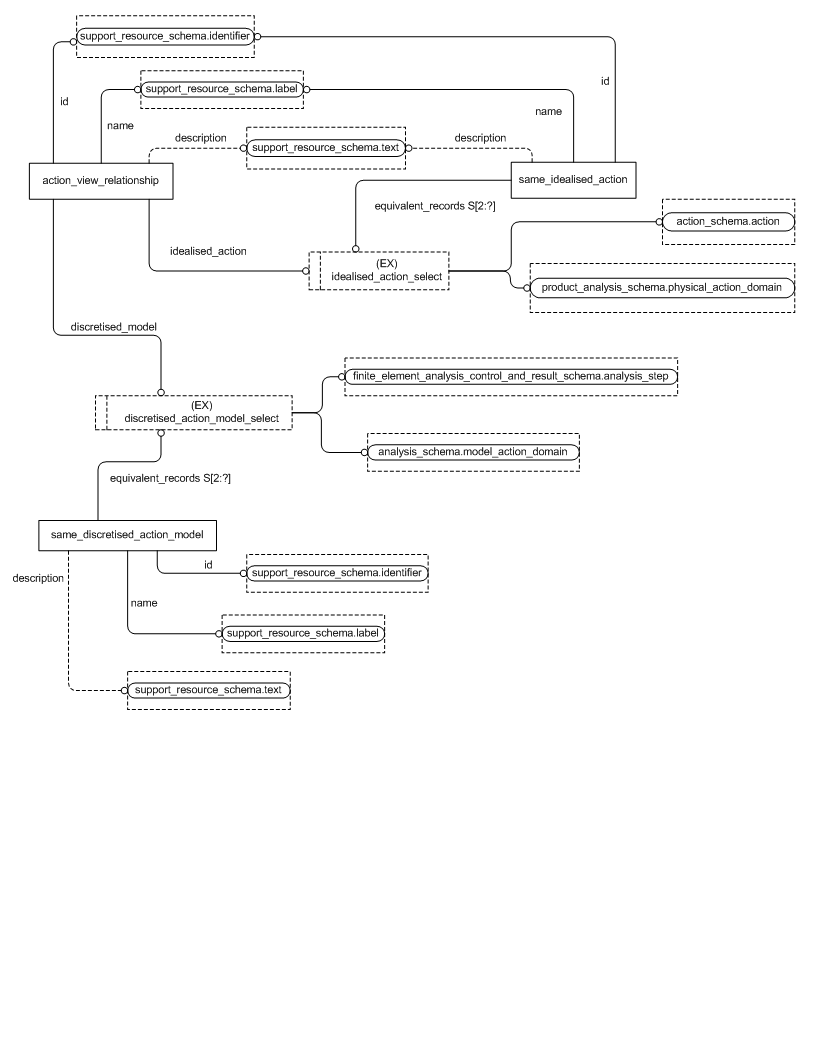 support_resource_schema.identifier
id
id
support_resource_schema.label
name
name
description
support_resource_schema.text
description
action_view_relationship
same_idealised_action
equivalent_records S[2:?]
action_schema.action
idealised_action
(EX)
idealised_action_select
product_analysis_schema.physical_action_domain
discretised_model
finite_element_analysis_control_and_result_schema.analysis_step
(EX)
discretised_action_model_select
analysis_schema.model_action_domain
equivalent_records S[2:?]
same_discretised_action_model
id
support_resource_schema.identifier
description
name
support_resource_schema.label
support_resource_schema.text